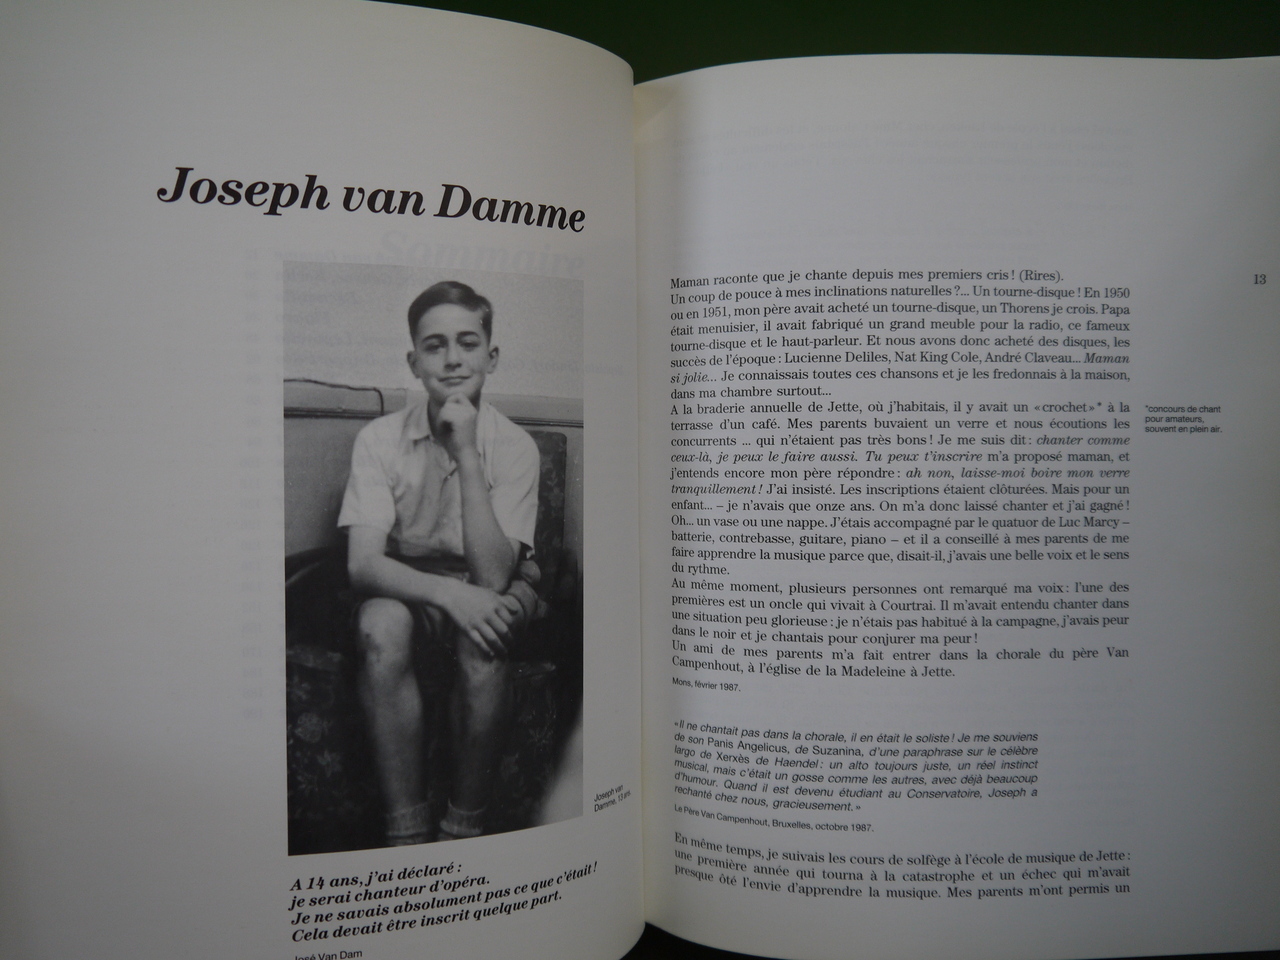 Joseph van Damme
Joseph van
Damme, 13 ans
A 14 ans, j'ai déclaré :
je serai chanteur d'opéra.
Je ne savais absolument pas ce que c'était !
Cela devait être inscrit quelque part.
José Van Dam
13
Maman raconte que je chante depuis mes premiers cris ! (Rires).
Un coup de pouce à mes inclinations naturelles ?... Un tourne-disque ! En 1950
ou en 1951, mon père avait acheté un tourne-disque, un Thorens je crois. Papa
était menuisier, il avait fabriqué un grand meuble pour la radio, ce fameux
tourne-disque et le haut-parleur. Et nous avons donc acheté des disques, les
succès de l'époque : Lucienne Deliles, Nat King Cole, André Claveau... Maman
si jolie... Je connaissais toutes ces chansons et je les fredonnais à la maison,
dans ma chambre surtout...
A la braderie annuelle de Jette, où j'habitais, il y avait un «crochet»* à la
terrasse d'un café. Mes parents buvaient un verre et nous écoutions les
concurrents ... qui n'étaient pas très bons ! Je me suis dit : chanter comme
ceux-là, je peux le faire aussi. Tu peux t'inscrire m'a proposé maman, et
j'entends encore mon père répondre : ah non, laisse-moi boire mon verre
tranquillement ! J'ai insisté. Les inscriptions étaient clôturées. Mais pour un
enfant... – je n'avais que onze ans. On m'a donc laissé chanter et j'ai gagné !
Oh... un vase ou une nappe. J'étais accompagné par le quatuor de Luc Marcy –
batterie, contrebasse, guitare, piano – et il a conseillé à mes parents de me
faire apprendre la musique parce que, disait-il, j'avais une belle voix et le sens
du rythme.
Au même moment, plusieurs personnes ont remarqué ma voix : l'une des
premières est un oncle qui vivait à Courtrai. Il m'avait entendu chanter dans
une situation peu glorieuse : je n'étais pas habitué à la campagne, j'avais peur
dans le noir et je chantais pour conjurer ma peur !
Un ami de mes parents m'a fait entrer dans la chorale du père Van
Campenhout, à l'église de la Madeleine à Jette.
Mons, février 1987.
*concours de chant
pour amateurs,
souvent en plein air.
«Il ne chantait pas dans la chorale, il en était le soliste ! Je me souviens
de son Panis Angelicus, de Suzanina, d'une paraphrase sur le célèbre
largo de Xerxès de Haendel : un alto toujours juste, un réel instinct
musical, mais c'était un gosse comme les autres, avec déjà beaucoup
d'humour. Quand il est devenu étudiant au Conservatoire, Joseph a
rechanté chez nous, gracieusement.»
Le Père Van Campenhout, Bruxelles, octobre 1987.
En même temps, je suivais les cours de solfège à l'école de musique de Jette :
une première année qui tourna à la catastrophe et un échec qui m'avait
presque ôté l'envie d'apprendre la musique. Mes parents m'ont permis un